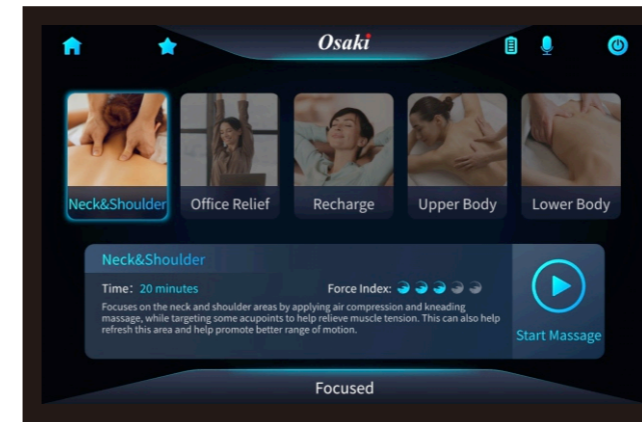 Osaki
Neck&Shoulder
Office Relief
Recharge
Upper Body
Lower Body
Neck&Shoulder
Time: 20 minutes
Force Index:
Focuses on the neck and shoulder areas by applying air compression and kneading
massage, while targeting some acupoints to help relieve muscle tension. This can also help
refresh this area and help promote better range of motion.
Start Massage
Focused